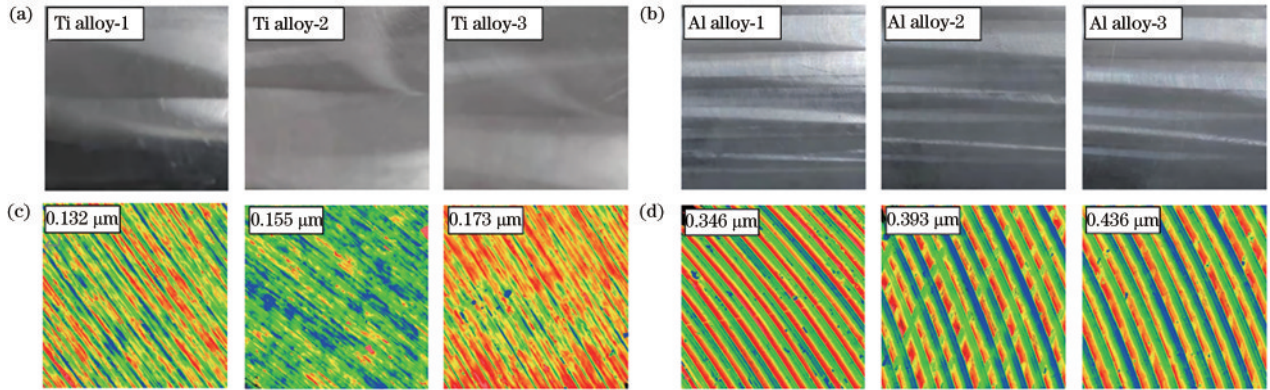 (a)
Ti alloy-1
Ti alloy-2
Ti alloy-3
(b)
Al alloy-1
Al alloy-2
Al alloy-3
(c)
0.132 μm
0.155 μm
0.173 μm
(d)
0.346 μm
0.393 μm
0.436 μm